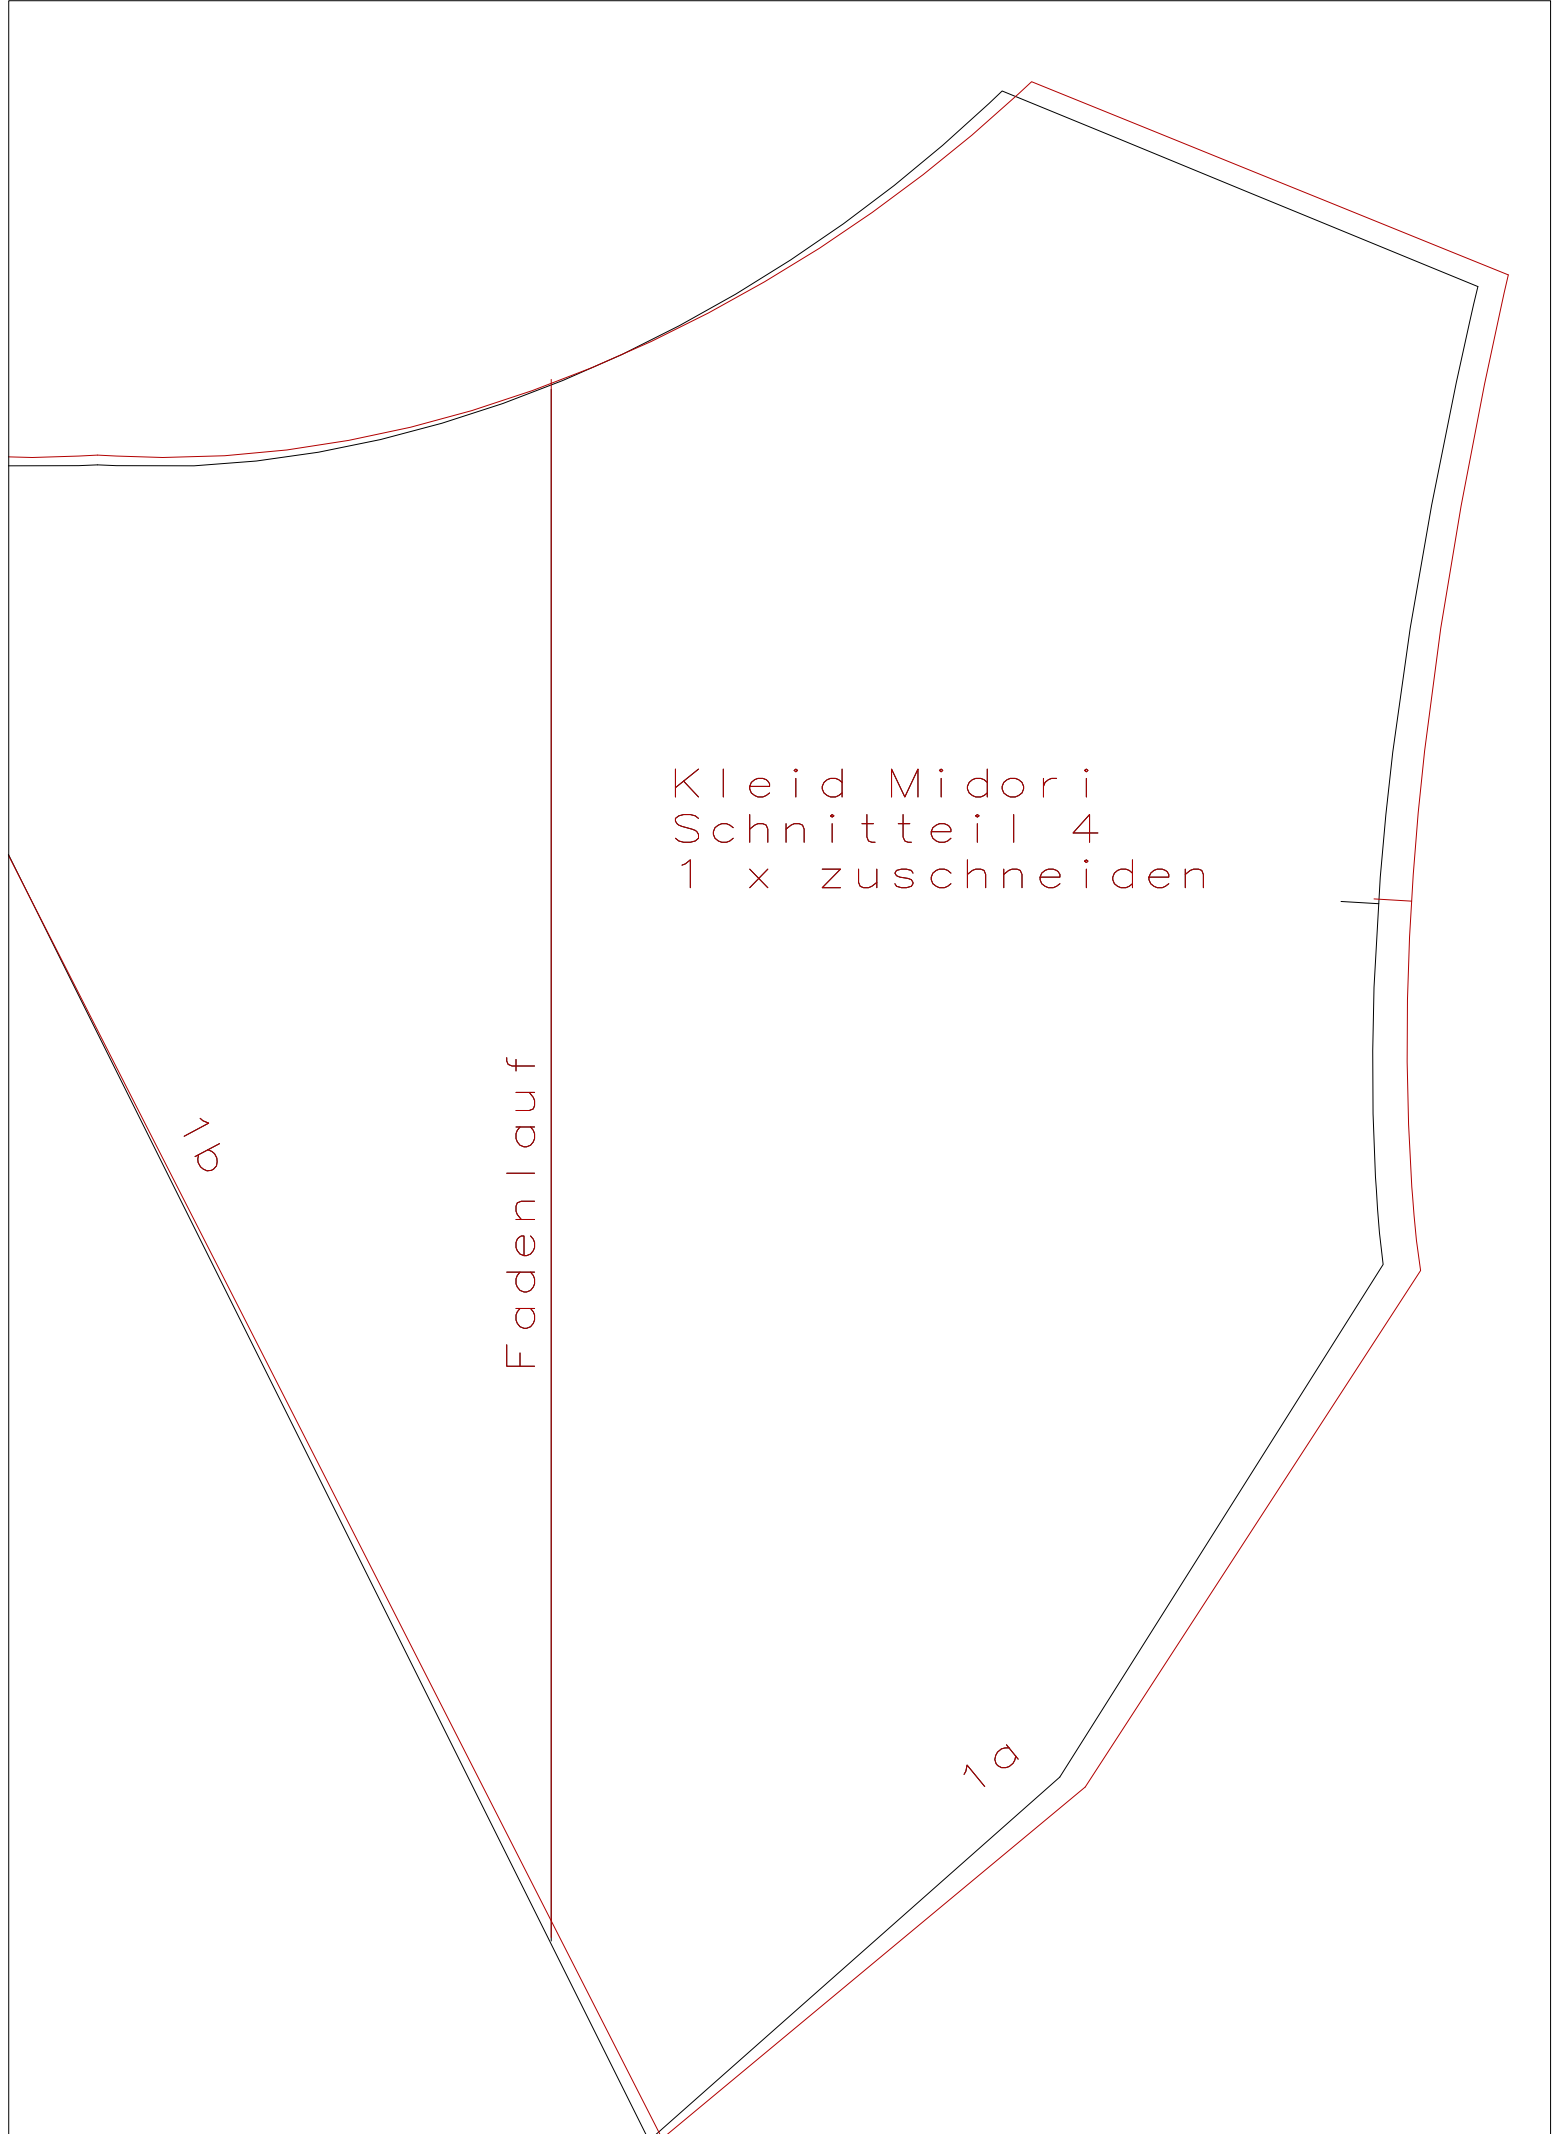 Kleid Midori
Schnitteil 4
1 x zuschneiden
Fadenlauf
1b
1a